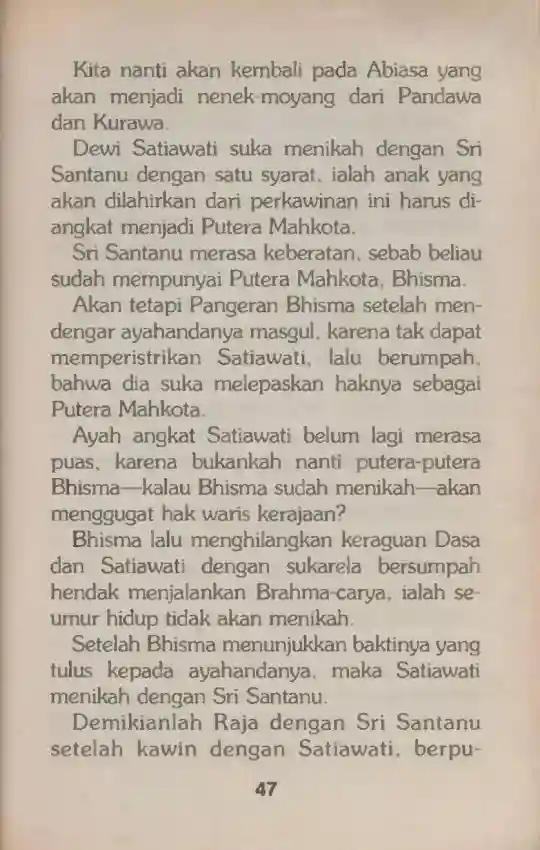 Kita nanti akan kembali pada Abiasa yang
akan menjadi nenek-moyang dari Pandawa
dan Kurawa.
Dewi Satiawati suka menikah dengan Sri
Santanu dengan satu syarat, ialah anak yang
akan dilahirkan dari perkawinan ini harus di-
angkat menjadi Putera Mahkota.
Sri Santanu merasa keberatan, sebab beliau
sudah mempunyai Putera Mahkota, Bhisma.
Akan tetapi Pangeran Bhisma setelah men-
dengar ayahandanya masgul, karena tak dapat
memperistrikan Satiawati, lalu berumpah,
bahwa dia suka melepaskan haknya sebagai
Putera Mahkota.
Ayah angkat Satiawati belum lagi merasa
puas, karena bukankah nanti putera-putera
Bhisma—kalau Bhisma sudah menikah—akan
menggugat hak waris kerajaan?
Bhisma lalu menghilangkan keraguan Dasa
dan Satiawati dengan sukarela bersumpah
hendak menjalankan Brahma-carya, ialah se-
umur hidup tidak akan menikah.
Setelah Bhisma menunjukkan baktinya yang
tulus kepada ayahandanya, maka Satiawati
menikah dengan Sri Santanu.
Demikianlah Raja dengan Sri Santanu
setelah kawin dengan Satiawati, berpu-
47